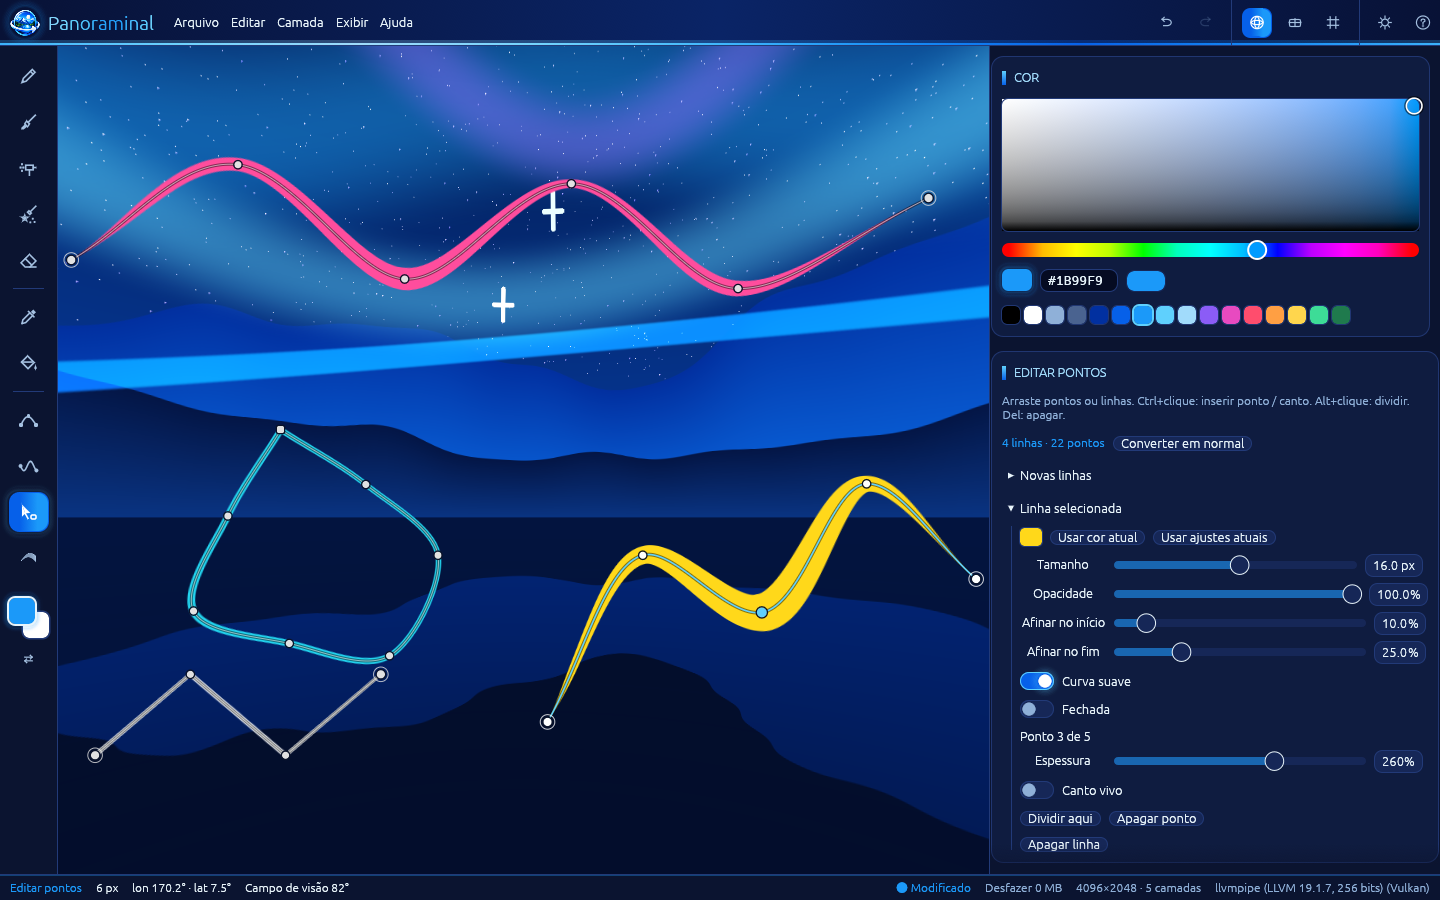 Panoraminal Arquivo Editar Camada Exibir Ajuda
COR
#1B99F9
EDITAR PONTOS
Arraste pontos ou linhas. Ctrl+clique: inserir ponto / canto. Alt+clique: dividir.
Del: apagar.
4 linhas · 22 pontos Converter em normal
Novas linhas
Linha selecionada
Usar cor atual Usar ajustes atuais
Tamanho 16.0 px
Opacidade 100.0%
Afinar no início 10.0%
Afinar no fim 25.0%
Curva suave
Fechada
Ponto 3 de 5
Espessura 260%
Canto vivo
Dividir aqui Apagar ponto
Apagar linha
Editar pontos 6 px lon 170.2° · lat 7.5° Campo de visão 82° Modificado Desfazer 0 MB 4096×2048 · 5 camadas llvmpipe (LLVM 19.1.7, 256 bits) (Vulkan)